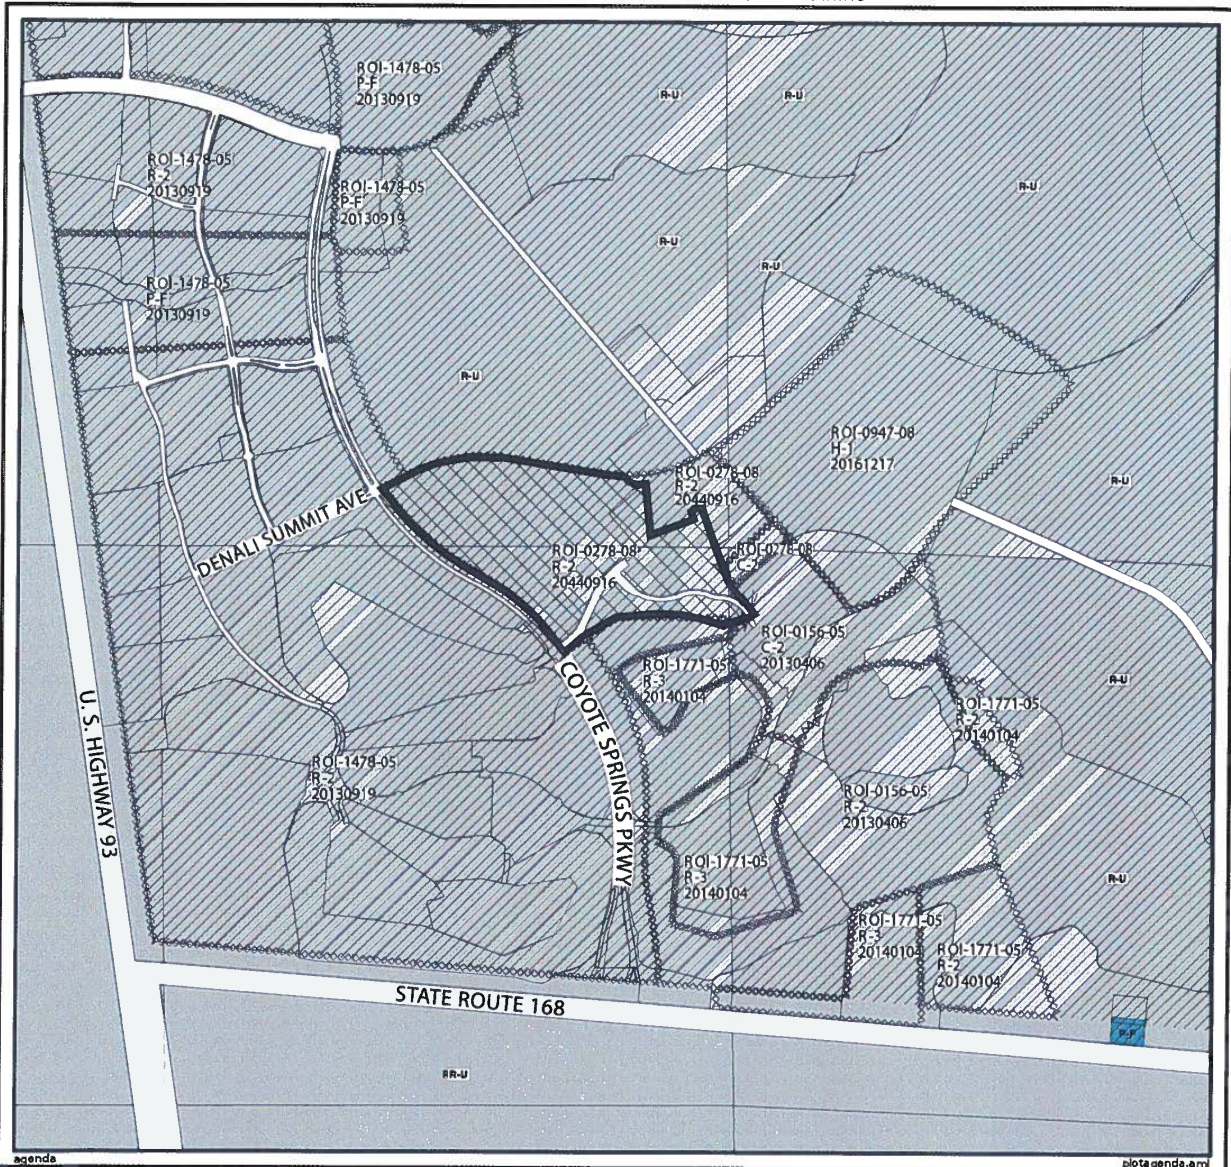 ROI-1478-05
P-F
20130919
R-U
R-U
ROI-1478-05
R-2
20130919
ROI-1478-05
P-F
20130919
R-U
R-U
R-U
ROI-1478-05
P-F
20130919
R-U
ROI-0947-08
H-1
20161217
R-U
ROI-0278-08
R-2
20440916
DENALI SUMMIT AVE
ROI-0278-08
R-2
20440916
ROI-0278-08
C-2
ROI-0156-05
C-2
20130406
ROI-1771-05
R-3
20140104
R-U
ROI-1771-05
R-2
20140104
COYOTE SPRINGS PKWY
U. S. HIGHWAY 93
ROI-1478-05
R-2
20130919
ROI-0156-05
R-2
20130406
ROI-1771-05
R-3
20140104
R-U
ROI-1771-05
R-3
20140104
ROI-1771-05
R-2
20140104
STATE ROUTE 168
P-F
RR-U
agenda
plotagenda.aml